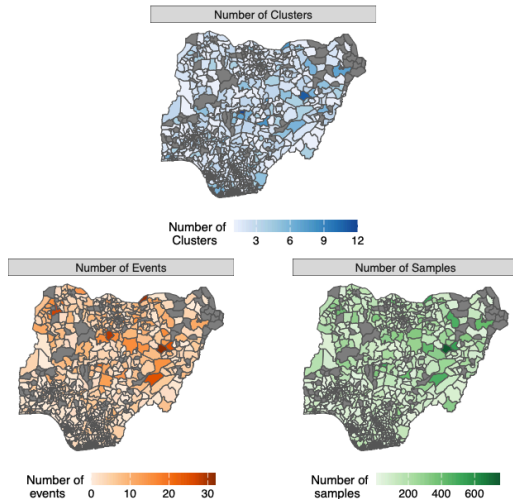 Number of Clusters
Number of
Clusters
3 6 9 12
Number of Events
Number of Samples
Number of
events
0 10 20 30
Number of
samples
200 400 600